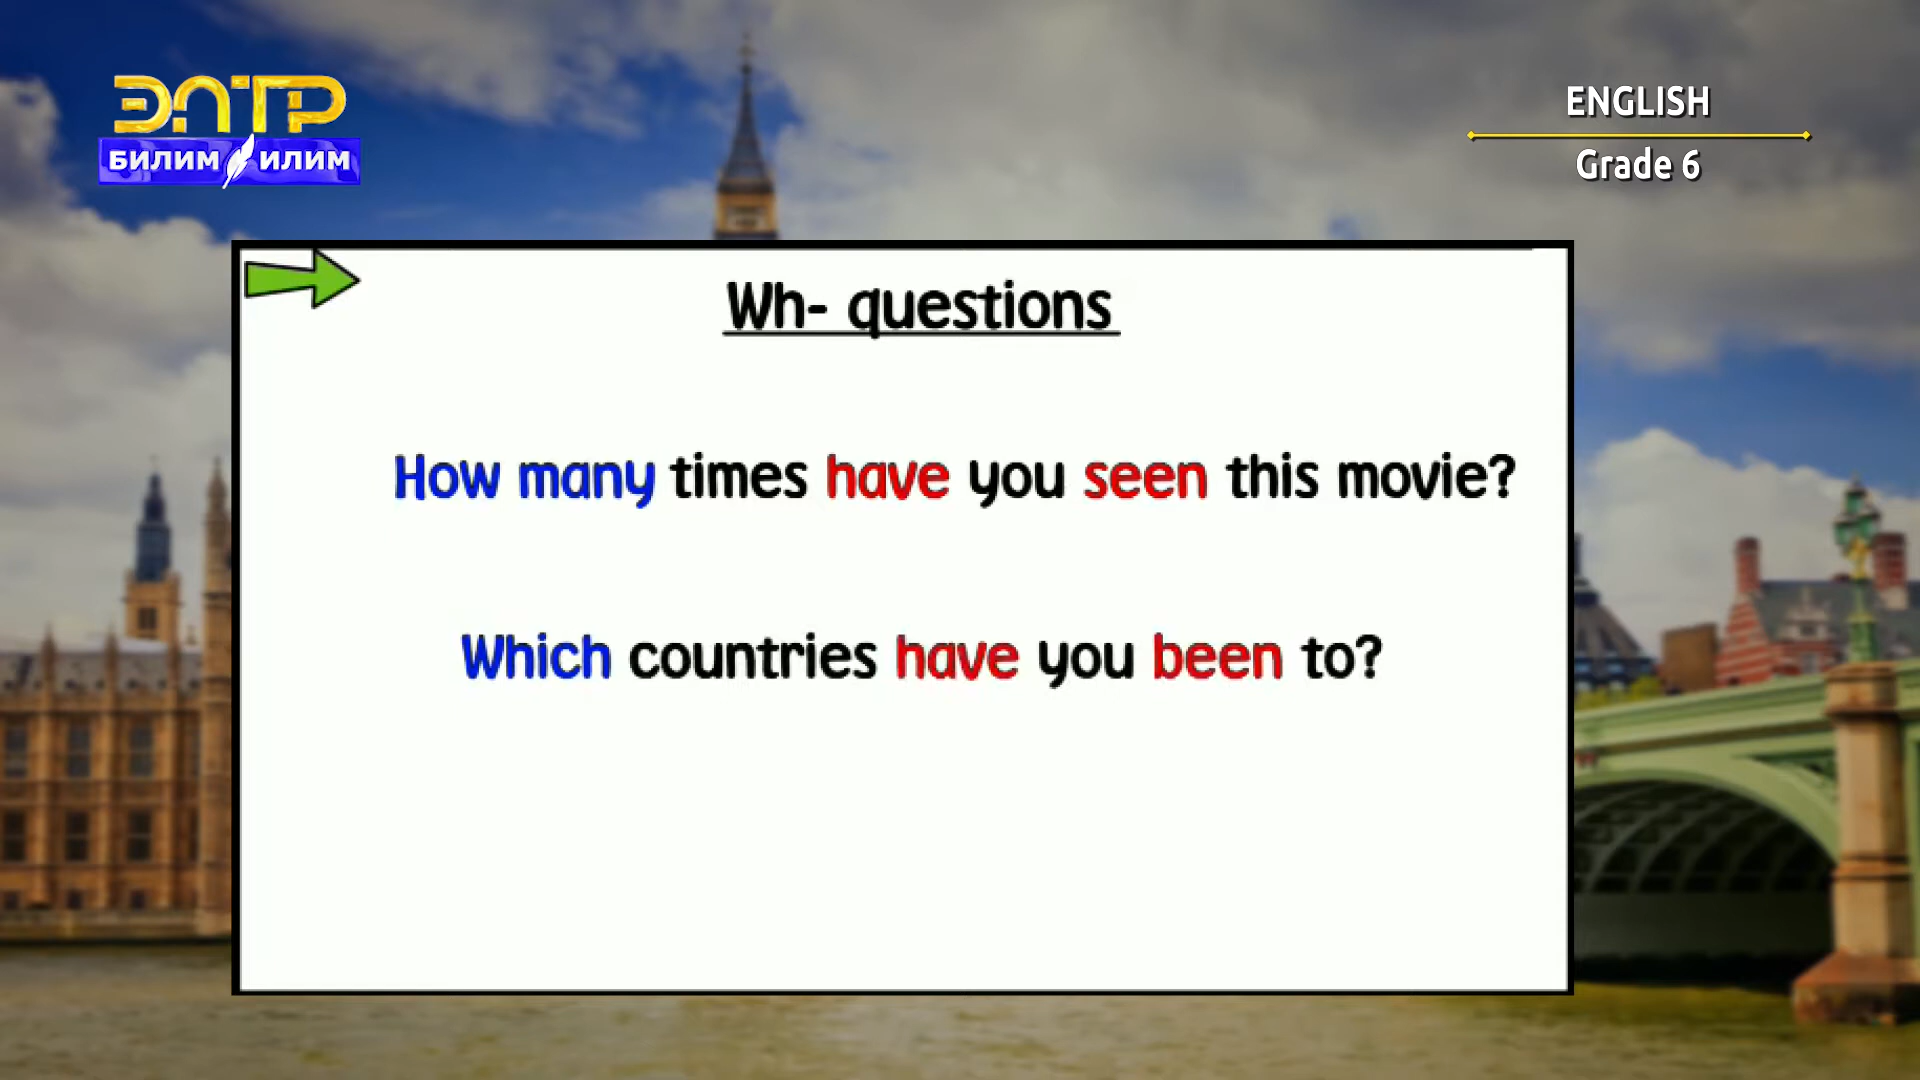 ЭЛТР
БИЛИМ ИЛИМ
ENGLISH
Grade 6
Wh- questions
How many times have you seen this movie?
Which countries have you been to?